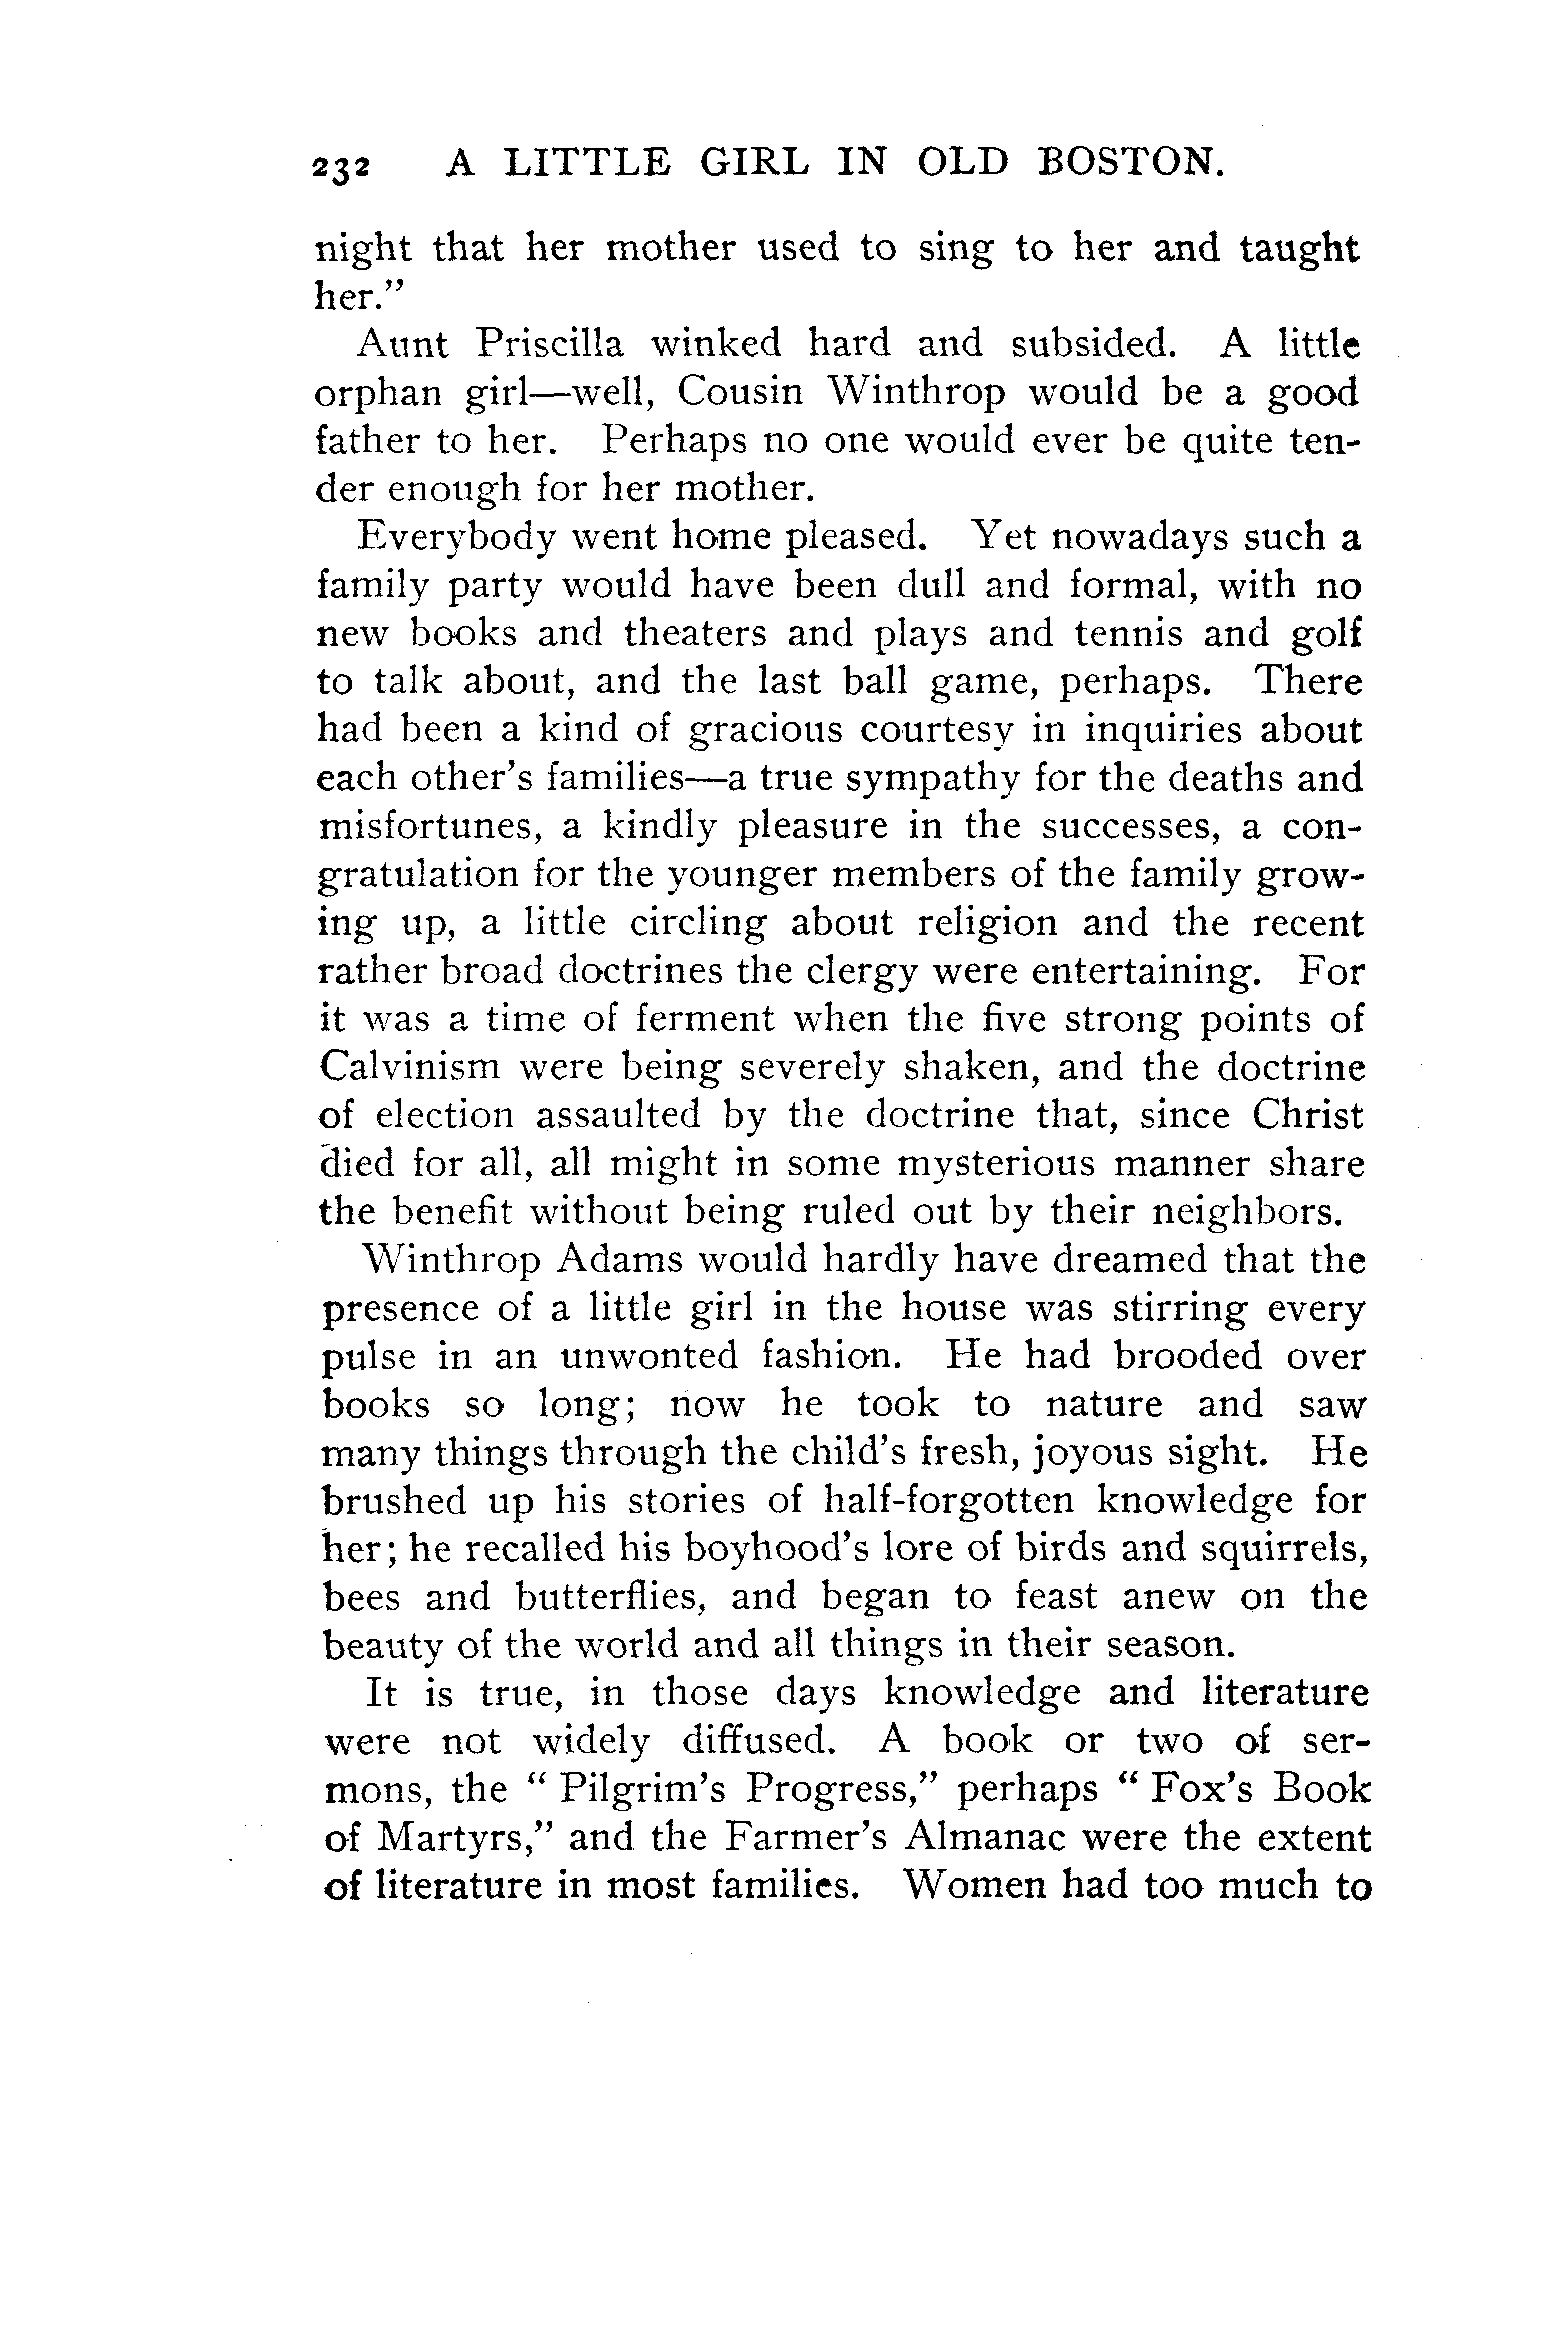 232 A LITTLE GIRL IN OLD BOSTON.
night that her mother used to sing to her and taught
her.”
Aunt Priscilla winked hard and subsided. A little
orphan girl—well, Cousin Winthrop would be a good
father to her. Perhaps no one would ever be quite ten-
der enough for her mother.
Everybody went home pleased. Yet nowadays such a
family party would have been dull and formal, with no
new books and theaters and plays and tennis and golf
to talk about, and the last ball game, perhaps. There
had been a kind of gracious courtesy in inquiries about
each other’s families—a true sympathy for the deaths and
misfortunes, a kindly pleasure in the successes, a con-
gratulation for the younger members of the family grow-
ing up, a little circling about religion and the recent
rather broad doctrines the clergy were entertaining. For
it was a time of ferment when the five strong points of
Calvinism were being severely shaken, and the doctrine
of election assaulted by the doctrine that, since Christ
died for all, all might in some mysterious manner share
the benefit without being ruled out by their neighbors.
Winthrop Adams would hardly have dreamed that the
presence of a little girl in the house was stirring every
pulse in an unwonted fashion. He had brooded over
books so long; now he took to nature and saw
many things through the child’s fresh, joyous sight. He
brushed up his stories of half-forgotten knowledge for
her; he recalled his boyhood’s lore of birds and squirrels,
bees and butterflies, and began to feast anew on the
beauty of the world and all things in their season.
It is true, in those days knowledge and literature
were not widely diffused. A book or two of ser-
mons, the “ Pilgrim’s Progress,” perhaps “ Fox’s Book
of Martyrs,” and the Farmer’s Almanac were the extent
of literature in most families. Women had too much to